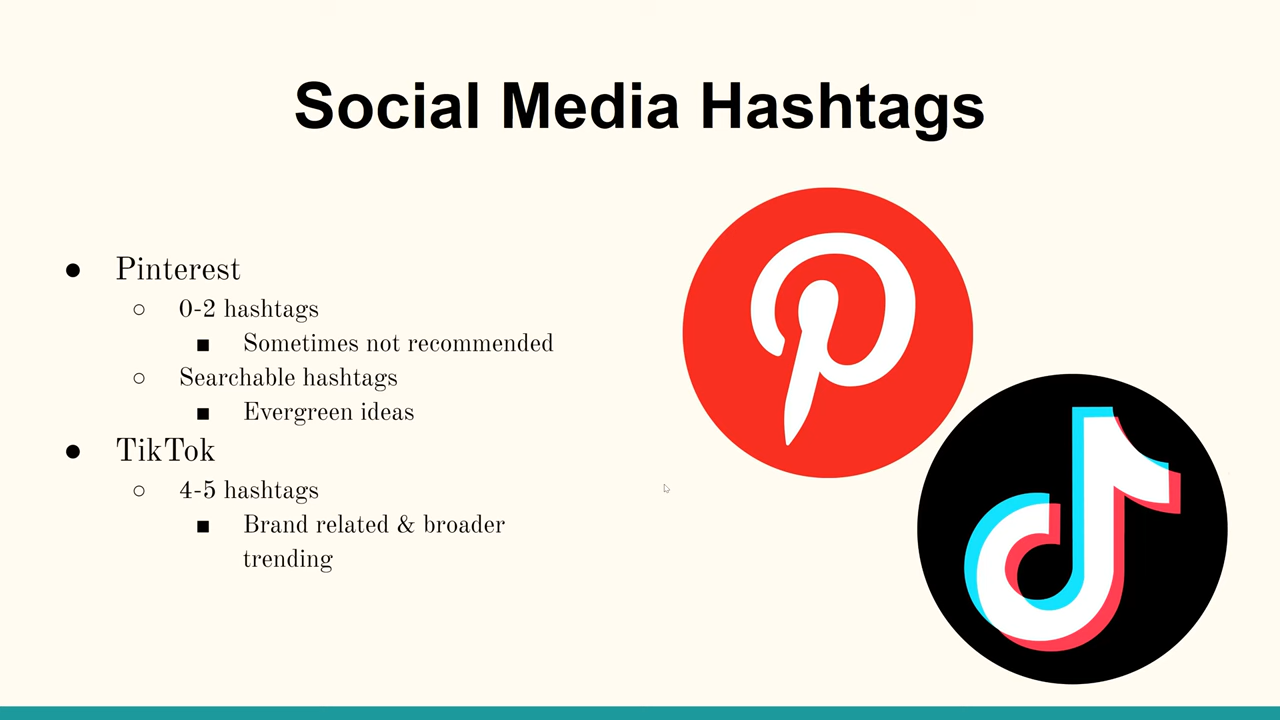 Social Media Hashtags
● Pinterest
○ 0-2 hashtags
■ Sometimes not recommended
○ Searchable hashtags
■ Evergreen ideas
● TikTok
○ 4-5 hashtags
■ Brand related & broader
trending